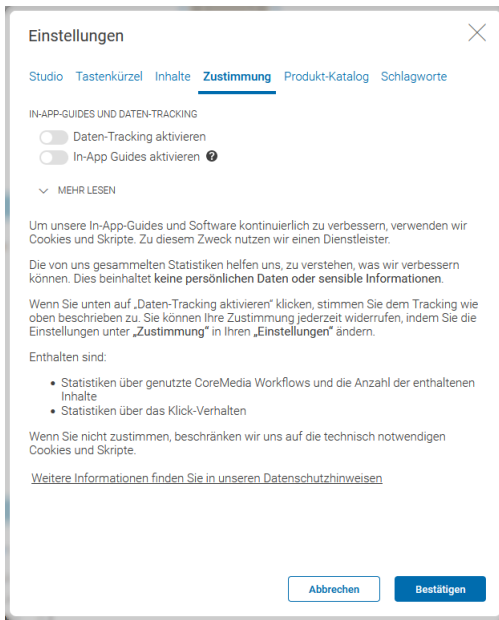 Einstellungen
Studio Tastenkürzel Inhalte Zustimmung Produkt-Katalog Schlagworte
IN-APP-GUIDES UND DATEN-TRACKING
Daten-Tracking aktivieren
In-App Guides aktivieren ?
MEHR LESEN
Um unsere In-App-Guides und Software kontinuierlich zu verbessern, verwenden wir
Cookies und Skripte. Zu diesem Zweck nutzen wir einen Dienstleister.
Die von uns gesammelten Statistiken helfen uns, zu verstehen, was wir verbessern
können. Dies beinhaltet keine persönlichen Daten oder sensible Informationen.
Wenn Sie unten auf „Daten-Tracking aktivieren" klicken, stimmen Sie dem Tracking wie
oben beschrieben zu. Sie können Ihre Zustimmung jederzeit widerrufen, indem Sie die
Einstellungen unter „Zustimmung" in Ihren „Einstellungen" ändern.
Enthalten sind:
• Statistiken über genutzte CoreMedia Workflows und die Anzahl der enthaltenen
Inhalte
• Statistiken über das Klick-Verhalten
Wenn Sie nicht zustimmen, beschränken wir uns auf die technisch notwendigen
Cookies und Skripte.
Weitere Informationen finden Sie in unseren Datenschutzhinweisen
Abbrechen Bestätigen